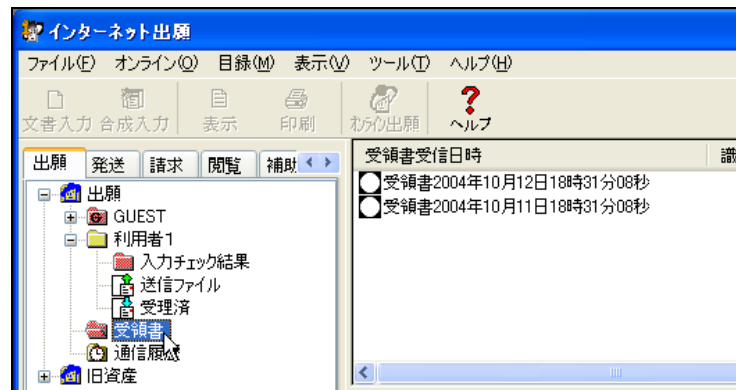 インターネット出願
ファイル(F) オンライン(O) 目録(M) 表示(V) ツール(T) ヘルプ(H)
文書入力 合成入力 表示 印刷 オンライン出願 ヘルプ
出願 発送 請求 閲覧 補助
受領書受信日時 識
受領書2004年10月12日18時31分08秒
受領書2004年10月11日18時31分08秒
出願
GUEST
利用者1
入力チェック結果
送信ファイル
受理済
受領書
通信履歴
旧資産